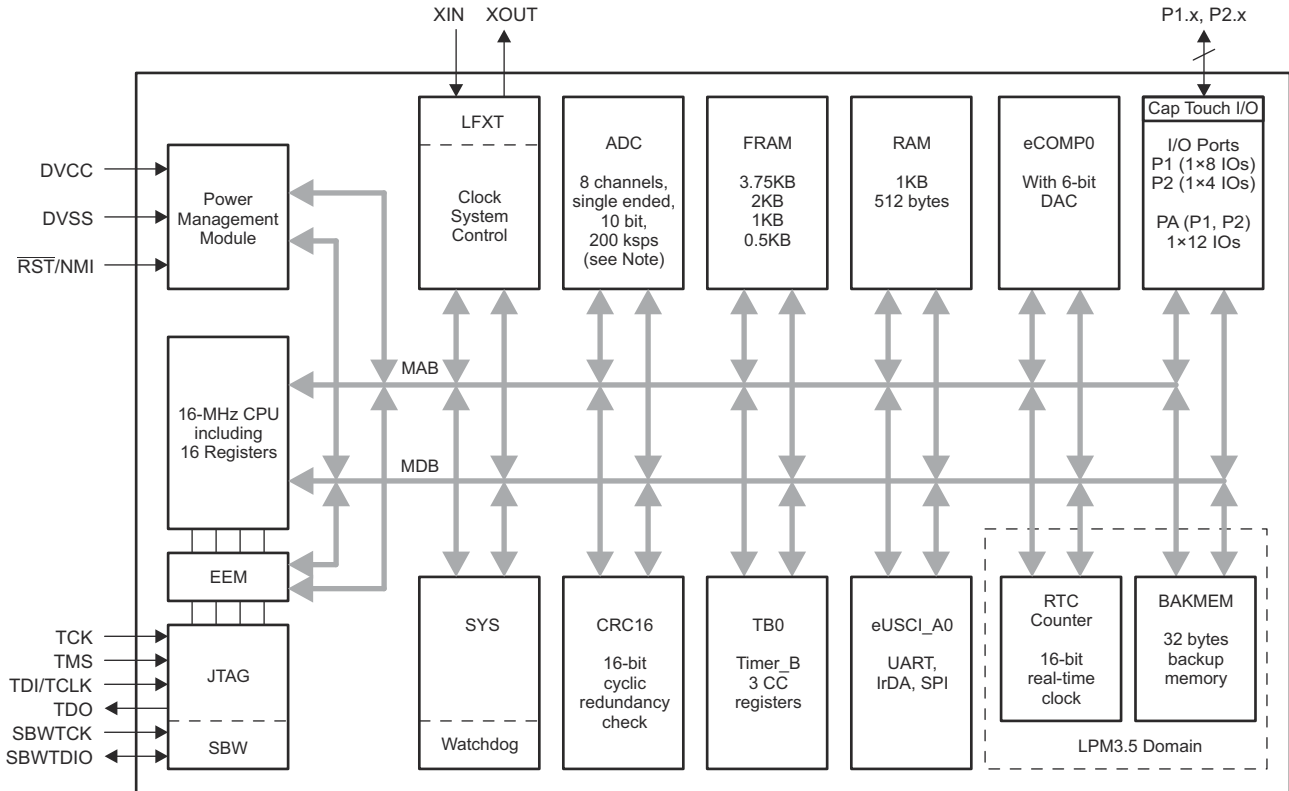 XIN
XOUT
P1.x, P2.x
DVCC
DVSS
RST/NMI
Power
Management
Module
LFXT
Clock
System
Control
ADC
8 channels,
single ended,
10 bit,
200 ksps
(see Note)
FRAM
3.75KB
2KB
1KB
0.5KB
RAM
1KB
512 bytes
eCOMP0
With 6-bit
DAC
Cap Touch I/O
I/O Ports
P1 (1×8 IOs)
P2 (1×4 IOs)
PA (P1, P2)
1×12 IOs
MAB
16-MHz CPU
including
16 Registers
MDB
EEM
TCK
TMS
TDI/TCLK
TDO
SBWTCK
SBWTDIO
JTAG
SBW
SYS
Watchdog
CRC16
16-bit
cyclic
redundancy
check
TB0
Timer_B
3 CC
registers
eUSCI_A0
UART,
IrDA, SPI
RTC
Counter
16-bit
real-time
clock
BAKMEM
32 bytes
backup
memory
LPM3.5 Domain